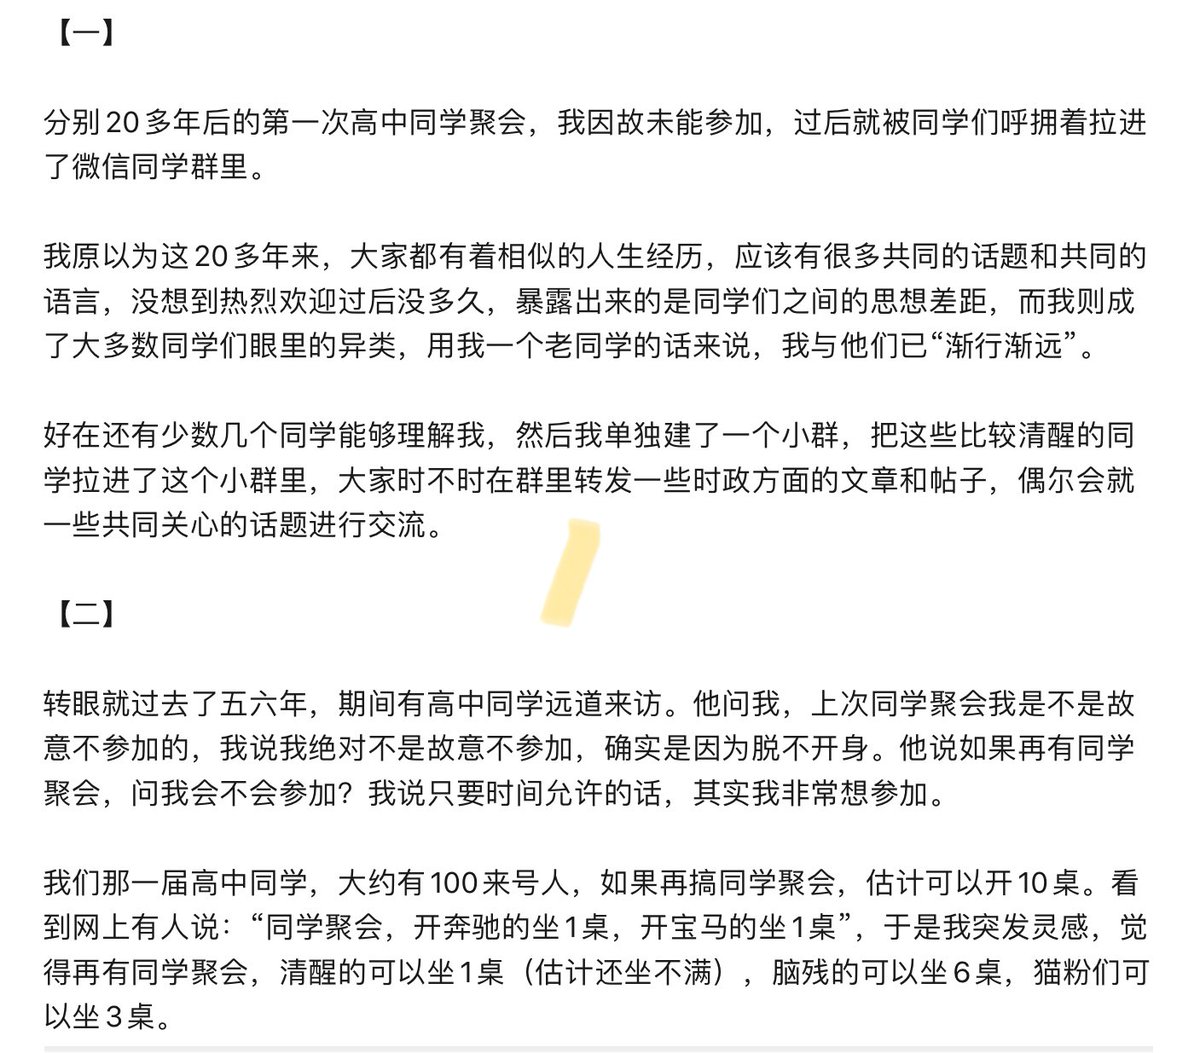 【一】
分别20多年后的第一次高中同学聚会，我因故未能参加，过后就被同学们呼拥着拉进
了微信同学群里。
我原以为这20多年来，大家都有着相似的人生经历，应该有很多共同的话题和共同的
语言，没想到热烈欢迎过后没多久，暴露出来的是同学们之间的思想差距，而我则成
了大多数同学们眼里的异类，用我一个老同学的话来说，我与他们已“渐行渐远”。
好在还有少数几个同学能够理解我，然后我单独建了一个小群，把这些比较清醒的同
学拉进了这个小群里，大家时不时在群里转发一些时政方面的文章和帖子，偶尔会就
一些共同关心的话题进行交流。
【二】
转眼就过去了五六年，期间有高中同学远道来访。他问我，上次同学聚会我是不是故
意不参加的，我说我绝对不是故意不参加，确实是因为脱不开身。他说如果再有同学
聚会，问我会不会参加？我说只要时间允许的话，其实我非常想参加。
我们那一届高中同学，大约有100来号人，如果再搞同学聚会，估计可以开10桌。看
到网上有人说：“同学聚会，开奔驰的坐1桌，开宝马的坐1桌”，于是我突发灵感，觉
得再有同学聚会，清醒的可以坐1桌（估计还坐不满），脑残的可以坐6桌，猫粉们可
以坐3桌。